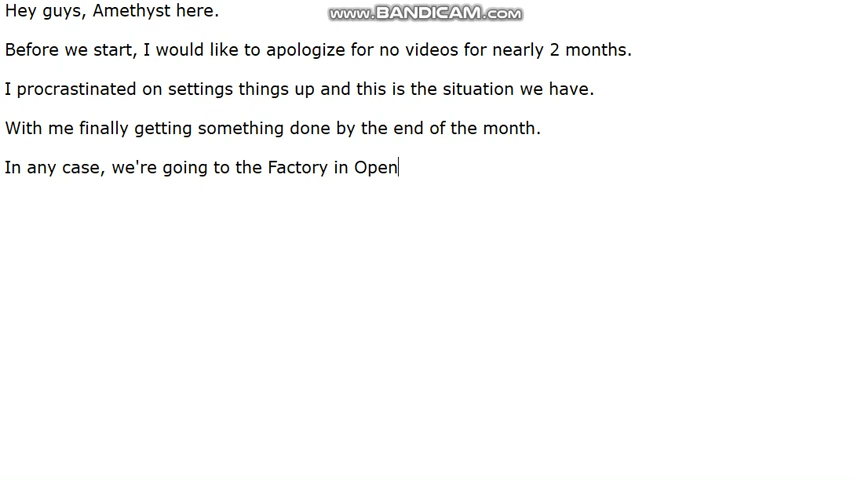 Hey guys, Amethyst here.
www.BANDICAM.com
Before we start, I would like to apologize for no videos for nearly 2 months.
I procrastinated on settings things up and this is the situation we have.
With me finally getting something done by the end of the month.
In any case, we're going to the Factory in Open